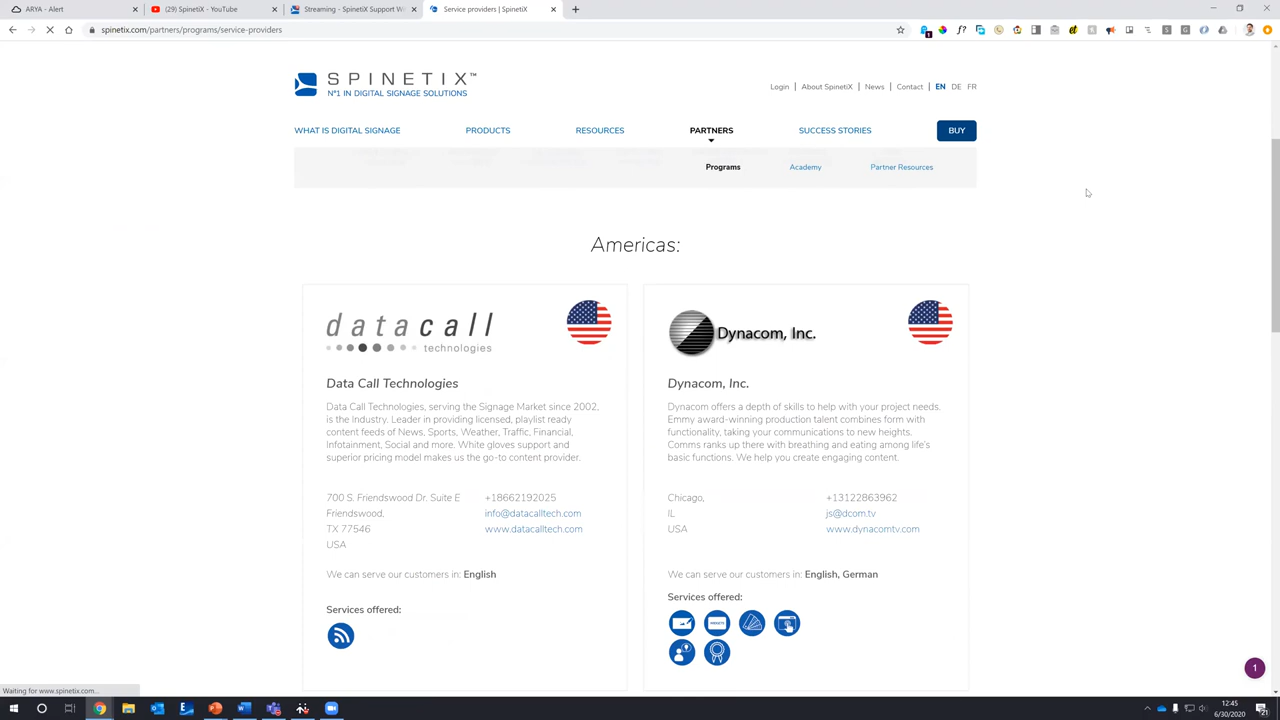 ARYA - Alert
(29) SpinetiX - YouTube
Streaming - SpinetiX Support W
Service providers | SpinetiX
spinetix.com/partners/programs/service-providers
SPINETIX™
N°1 IN DIGITAL SIGNAGE SOLUTIONS
Login | About SpinetiX | News | Contact | EN DE FR
WHAT IS DIGITAL SIGNAGE PRODUCTS RESOURCES PARTNERS SUCCESS STORIES BUY
Programs Academy Partner Resources
Americas:
datacall
technologies
Data Call Technologies
Data Call Technologies, serving the Signage Market since 2002,
is the Industry. Leader in providing licensed, playlist ready
content feeds of News, Sports, Weather, Traffic, Financial,
Infotainment, Social and more. White gloves support and
superior pricing model makes us the go-to content provider.
700 S. Friendswood Dr. Suite E
Friendswood,
TX 77546
USA
+18662192025
info@datacalltech.com
www.datacalltech.com
We can serve our customers in: English
Services offered:
Dynacom, Inc.
Dynacom, Inc.
Dynacom offers a depth of skills to help with your project needs.
Emmy award-winning production talent combines form with
functionality, taking your communications to new heights.
Comms ranks up there with breathing and eating among life's
basic functions. We help you create engaging content.
Chicago,
IL
USA
+13122863962
js@dcom.tv
www.dynacomtv.com
We can serve our customers in: English, German
Services offered:
1
Waiting for www.spinetix.com...
12:45
6/30/2020